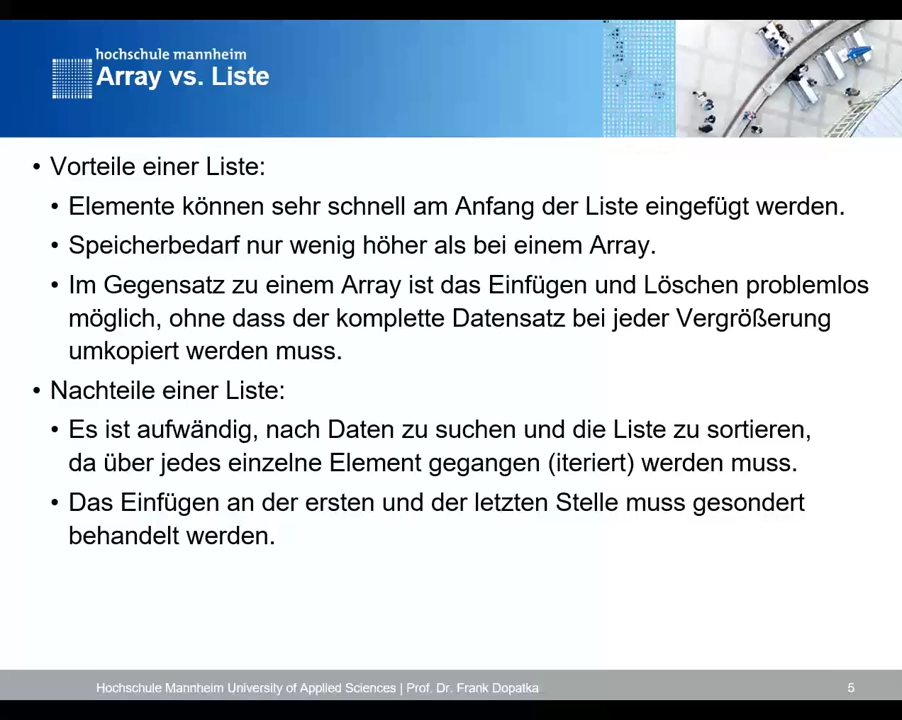 hochschule mannheim
Array vs. Liste
• Vorteile einer Liste:
• Elemente können sehr schnell am Anfang der Liste eingefügt werden.
• Speicherbedarf nur wenig höher als bei einem Array.
• Im Gegensatz zu einem Array ist das Einfügen und Löschen problemlos
möglich, ohne dass der komplette Datensatz bei jeder Vergrößerung
umkopiert werden muss.
• Nachteile einer Liste:
• Es ist aufwändig, nach Daten zu suchen und die Liste zu sortieren,
da über jedes einzelne Element gegangen (iteriert) werden muss.
• Das Einfügen an der ersten und der letzten Stelle muss gesondert
behandelt werden.
Hochschule Mannheim University of Applied Sciences | Prof. Dr. Frank Dopatka 5